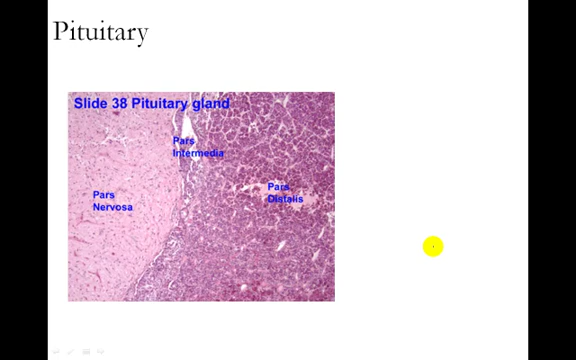 Pituitary
Slide 38 Pituitary gland
Pars
Intermedia
Pars
Distalis
Pars
Nervosa